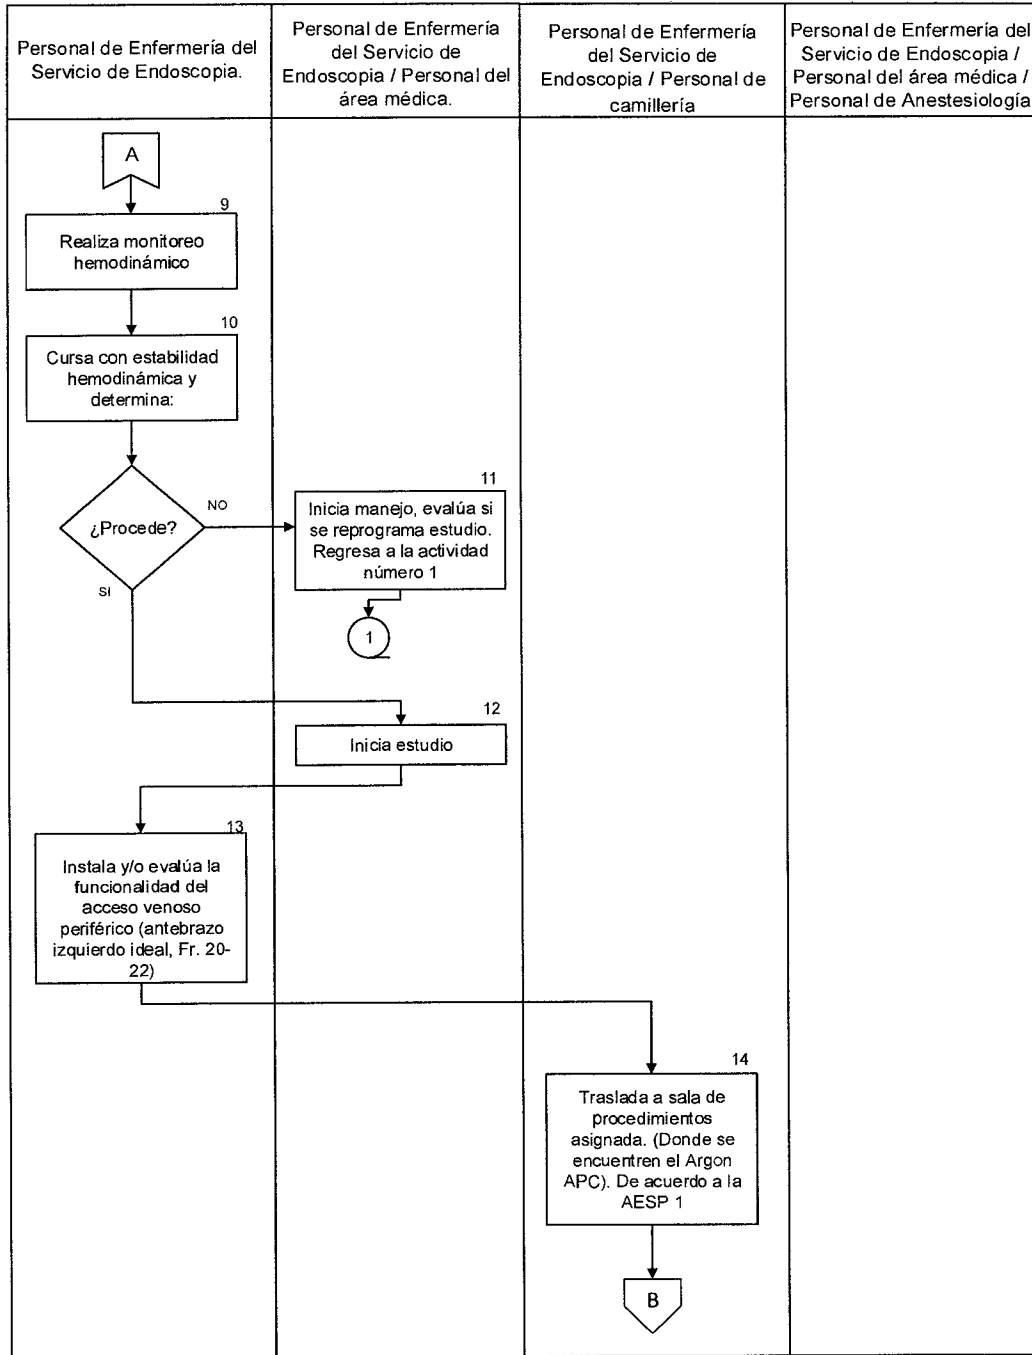 Personal de Enfermería del
Servicio de Endoscopia.
Personal de Enfermería
del Servicio de
Endoscopia / Personal del
área médica.
Personal de Enfermería
del Servicio de
Endoscopia / Personal de
camillería
Personal de Enfermería del
Servicio de Endoscopia /
Personal del área médica /
Personal de Anestesiología
A
9
Realiza monitoreo
hemodinámico
10
Cursa con estabilidad
hemodinámica y
determina:
¿Procede?
NO
SI
11
Inicia manejo, evalúa si
se reprograma estudio.
Regresa a la actividad
número 1
1
12
Inicia estudio
13
Instala y/o evalúa la
funcionalidad del
acceso venoso
periférico (antebrazo
izquierdo ideal, Fr. 20-
22)
14
Traslada a sala de
procedimientos
asignada. (Donde se
encuentren el Argon
APC). De acuerdo a la
AESP 1
B